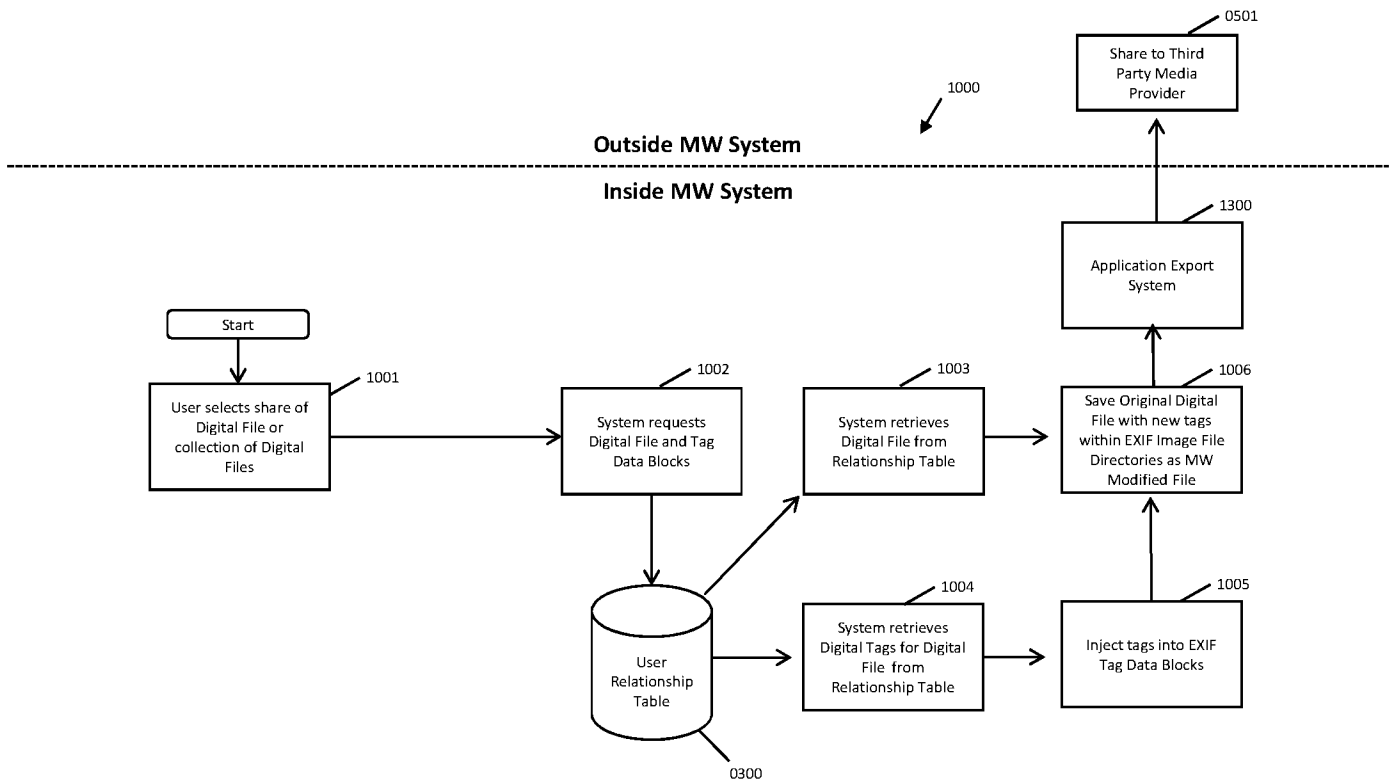 0501
Share to Third
Party Media
Provider
1000
Outside MW System
Inside MW System
1300
Application Export
System
Start
1001
User selects share of
Digital File or
collection of Digital
Files
1002
System requests
Digital File and Tag
Data Blocks
1003
System retrieves
Digital File from
Relationship Table
1006
Save Original Digital
File with new tags
within EXIF Image File
Directories as MW
Modified File
User
Relationship
Table
0300
1004
System retrieves
Digital Tags for Digital
File from
Relationship Table
1005
Inject tags into EXIF
Tag Data Blocks